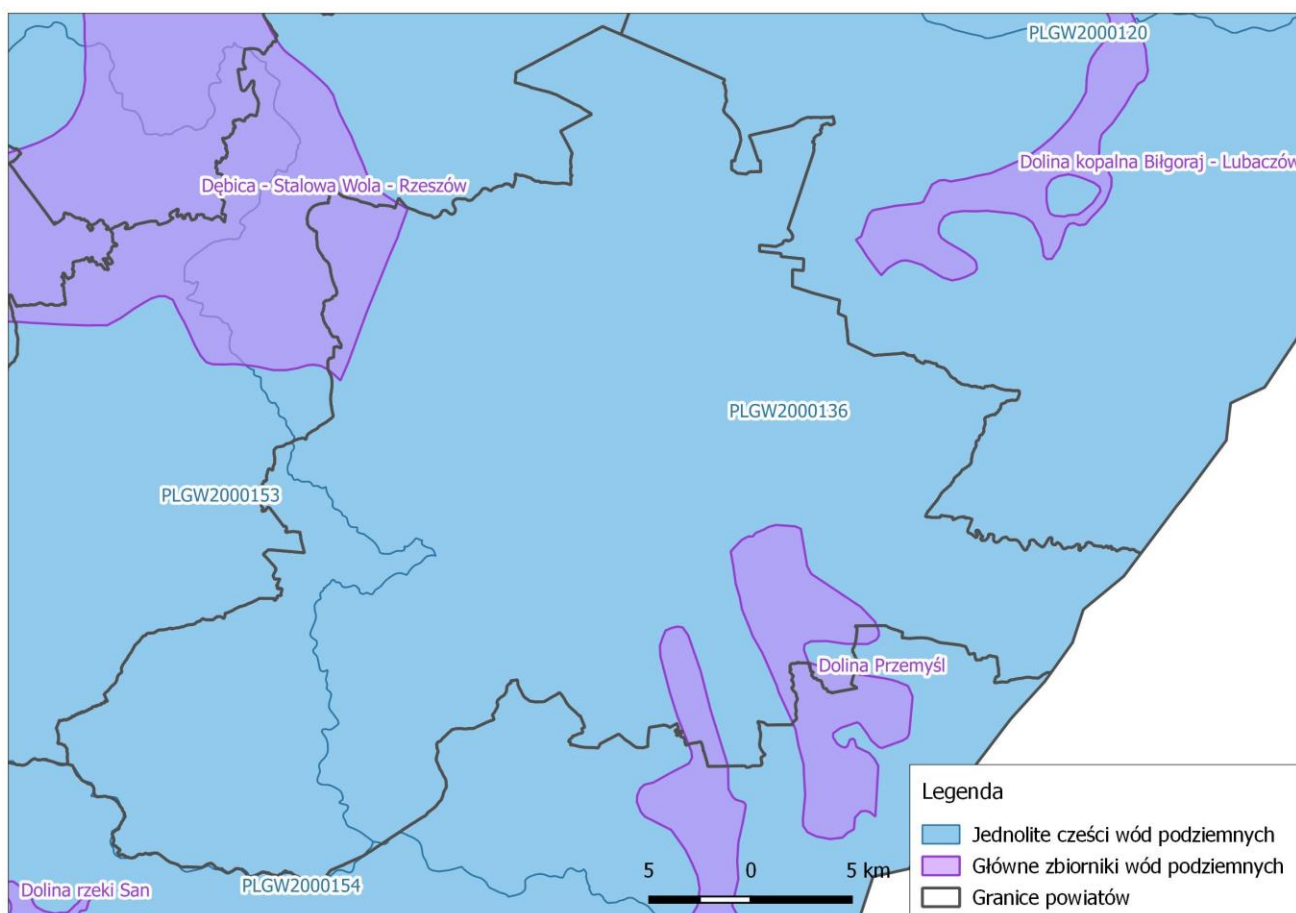 PLGW2000120
Dolina kopalna Biłgoraj - Lubaczów
Dębica - Stalowa Wola - Rzeszów
PLGW2000136
PLGW2000153
Dolina Przemyśl
Dolina rzeki San
PLGW2000154
5 0 5 km
Legenda
Jednolite cześci wód podziemnych
Główne zbiorniki wód podziemnych
Granice powiatów